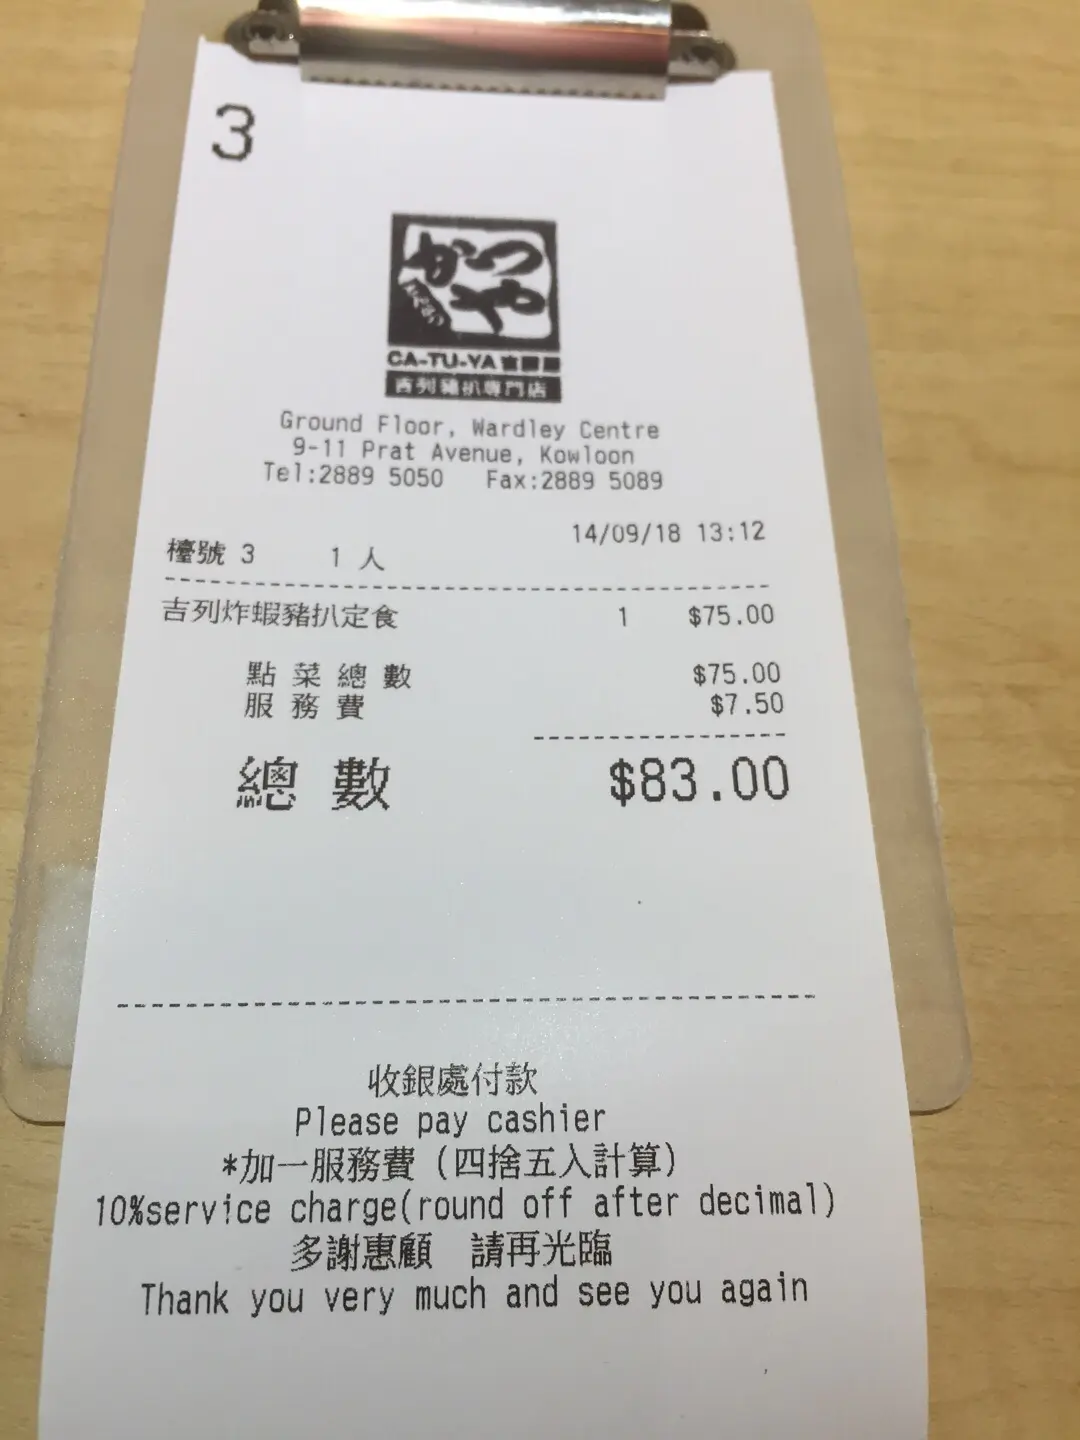 3
かつ
や
CA-TU-YA
吉列豬扒專門店
Ground Floor, Wardley Centre
9-11 Prat Avenue, Kowloon
Tel:2889 5050 Fax:2889 5089
14/09/18 13:12
檯號 3 1 人
吉列炸蝦豬扒定食 1 $75.00
點菜總數 $75.00
服務費 $7.50
總數 $83.00
收銀處付款
Please pay cashier
*加一服務費(四捨五入計算)
10%service charge(round off after decimal)
多謝惠顧 請再光臨
Thank you very much and see you again